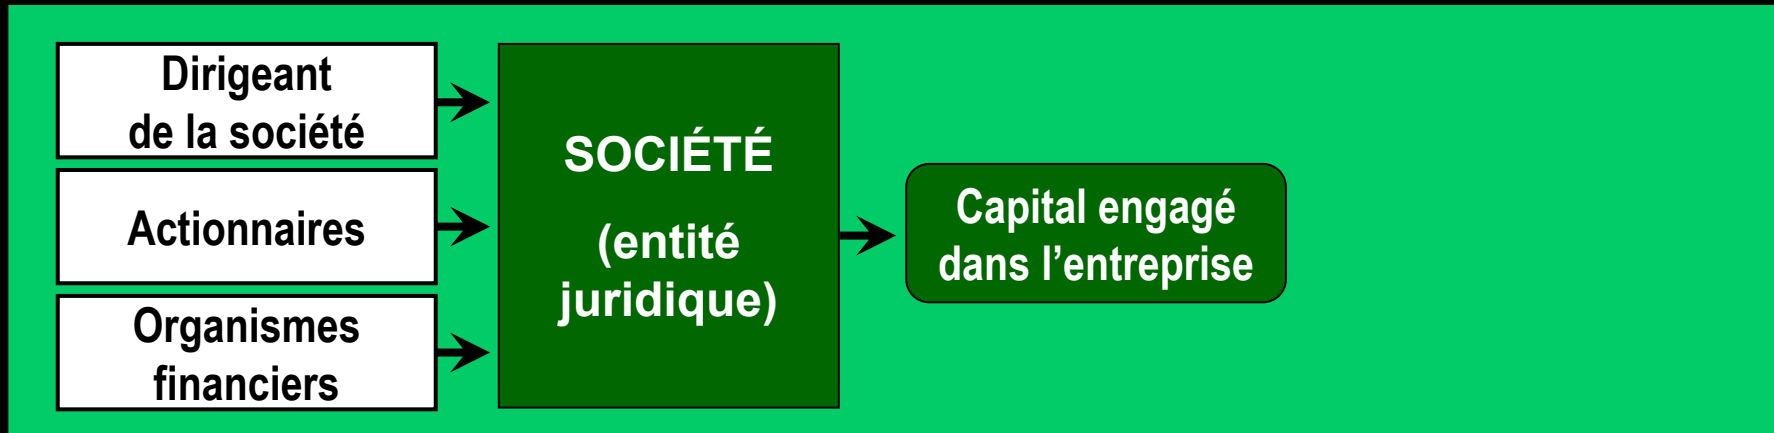 Dirigeant
de la société
Actionnaires
Organismes
financiers
SOCIÉTÉ
(entité
juridique)
Capital engagé
dans l’entreprise